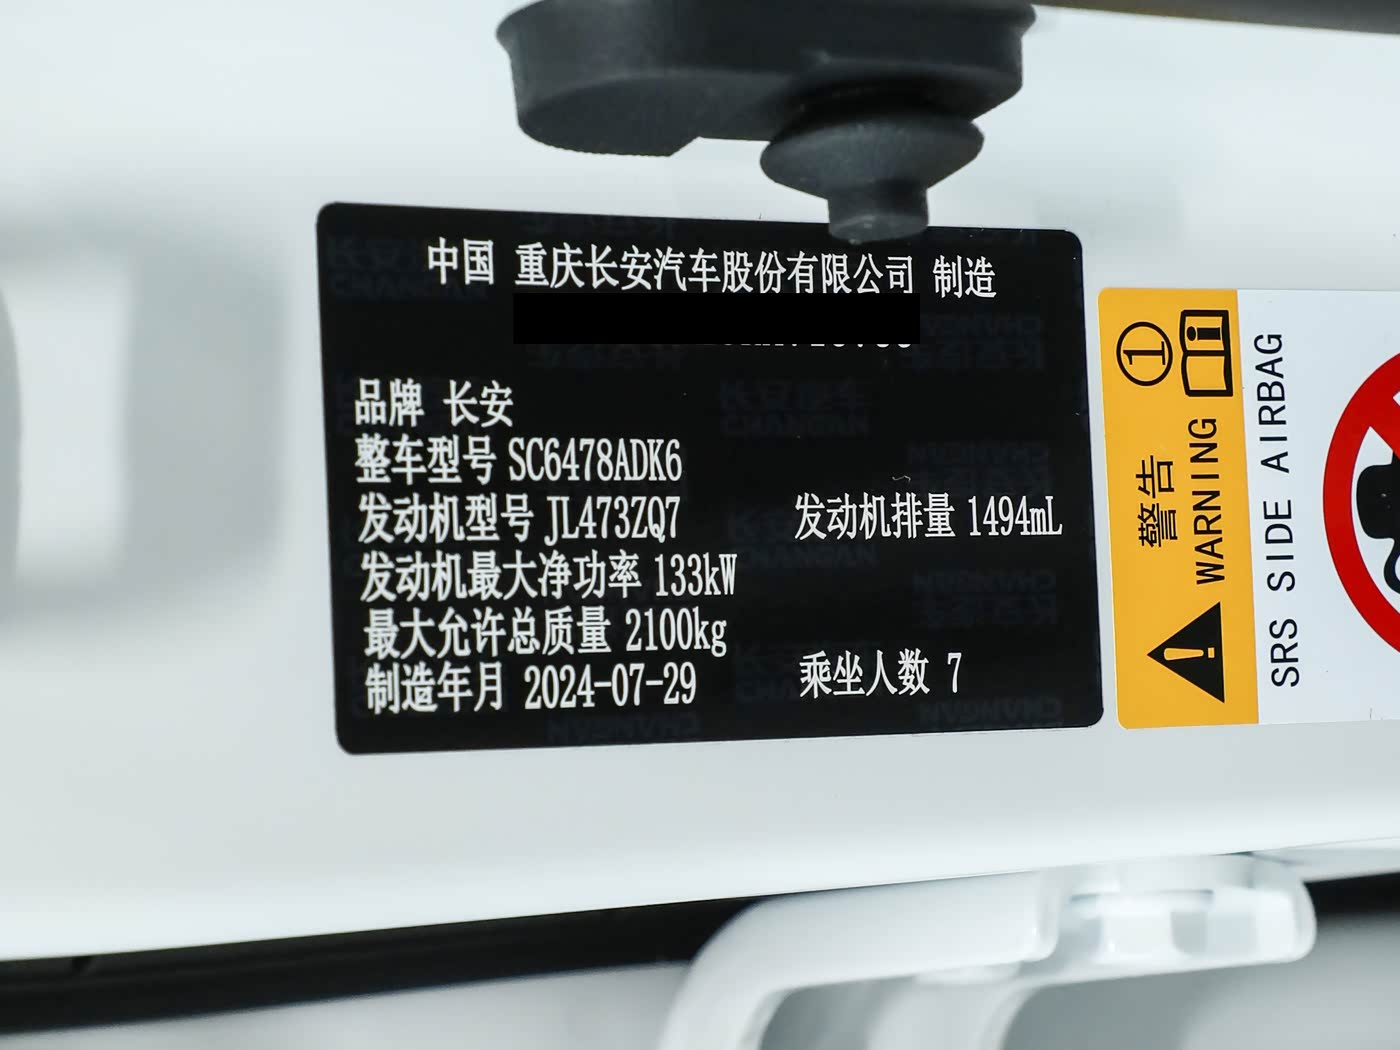 中国 重庆长安汽车股份有限公司 制造
品牌 长安
整车型号 SC6478ADK6
发动机型号 JL473ZQ7 发动机排量 1494mL
发动机最大净功率 133kW
最大允许总质量 2100kg
制造年月 2024-07-29 乘坐人数 7
① i
警告
WARNING
SRS SIDE AIRBAG